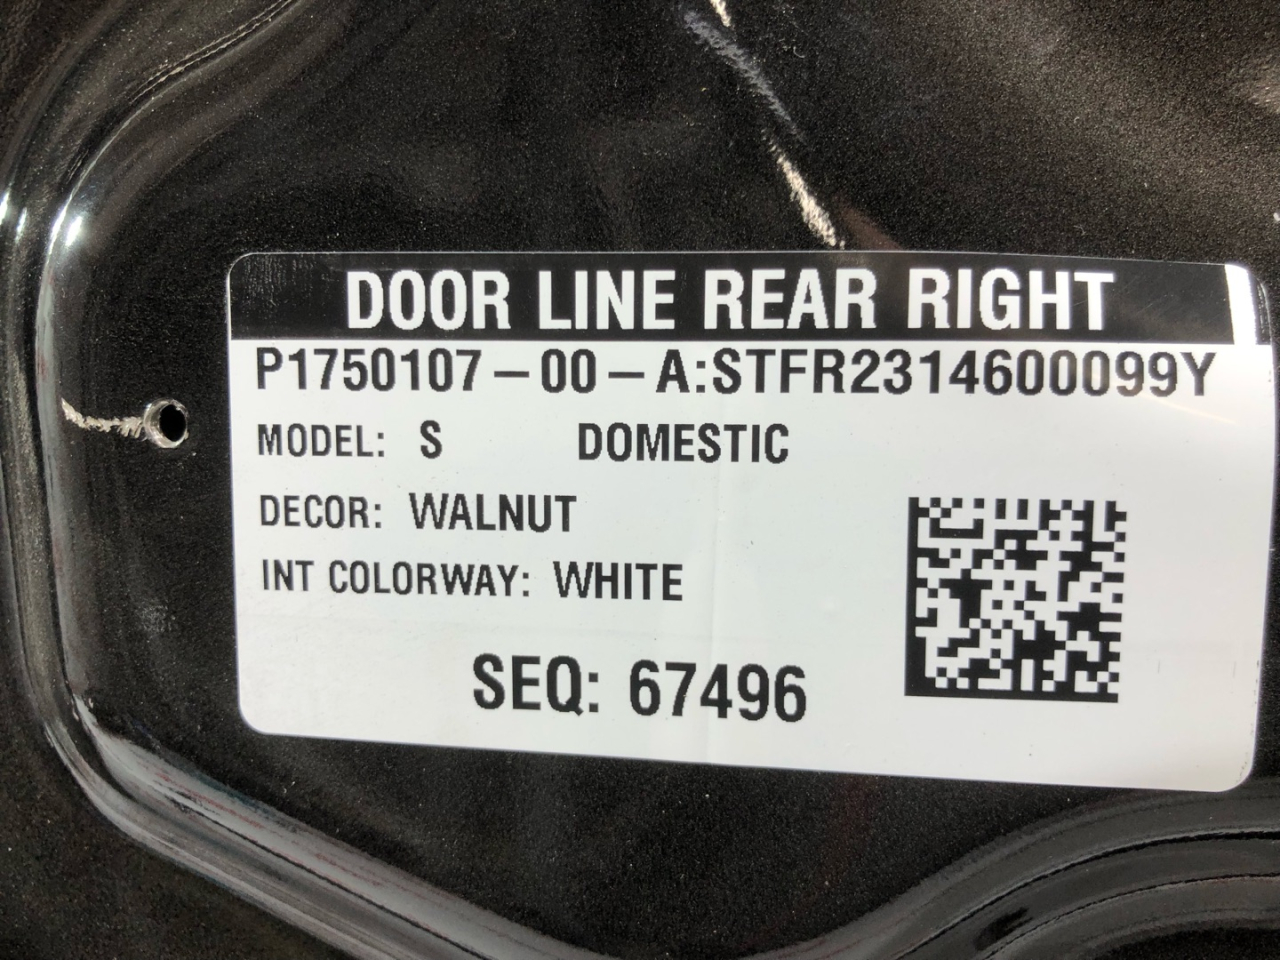 DOOR LINE REAR RIGHT
P1750107-00-A:STFR2314600099Y
MODEL: S DOMESTIC
DECOR: WALNUT
INT COLORWAY: WHITE
SEQ: 67496